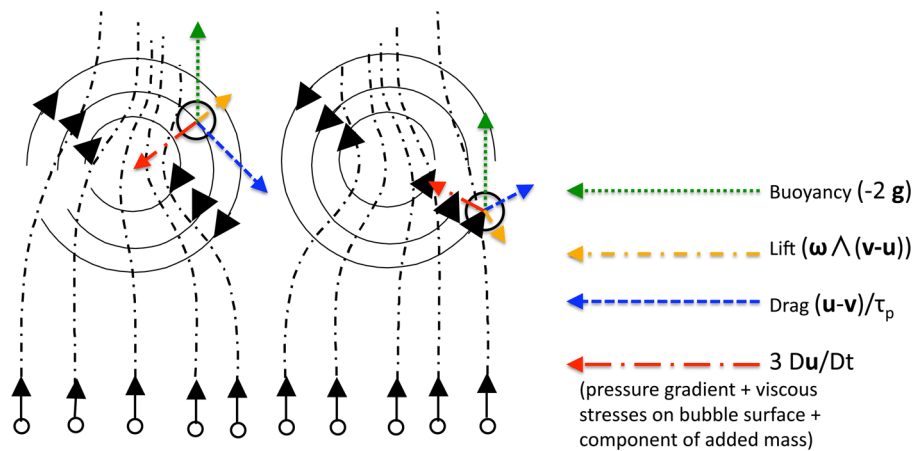 Buoyancy (-2 g)
Lift (ω ⋀ (v-u))
Drag (u-v)/τp
3 Du/Dt
(pressure gradient + viscous
stresses on bubble surface +
component of added mass)